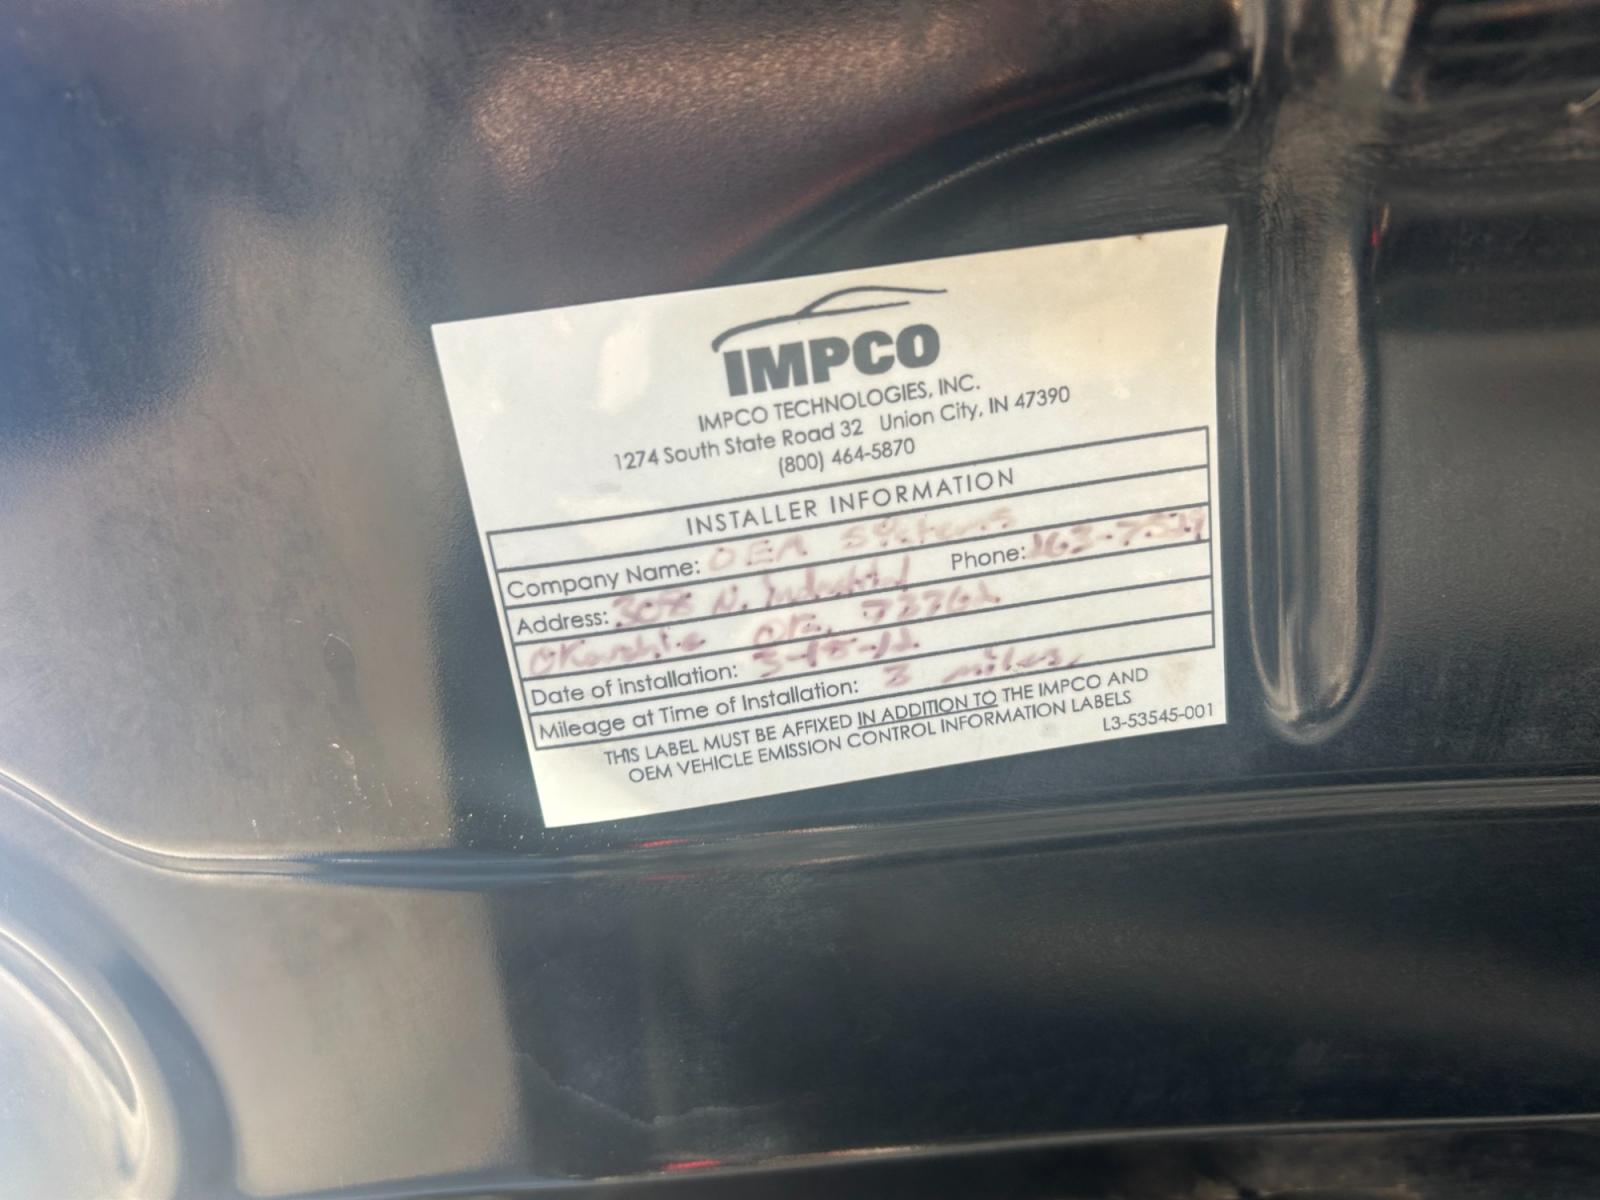 IMPCO
IMPCO TECHNOLOGIES, INC.
1274 South State Road 32 Union City, IN 47390
(800) 464-5870
INSTALLER INFORMATION
Company Name: OEM Systems
Address: N. Industrial Phone:
OK.
Date of installation:
Mileage at Time of Installation: 3 miles
THIS LABEL MUST BE AFFIXED IN ADDITION TO THE IMPCO AND
OEM VEHICLE EMISSION CONTROL INFORMATION LABELS
L3-53545-001